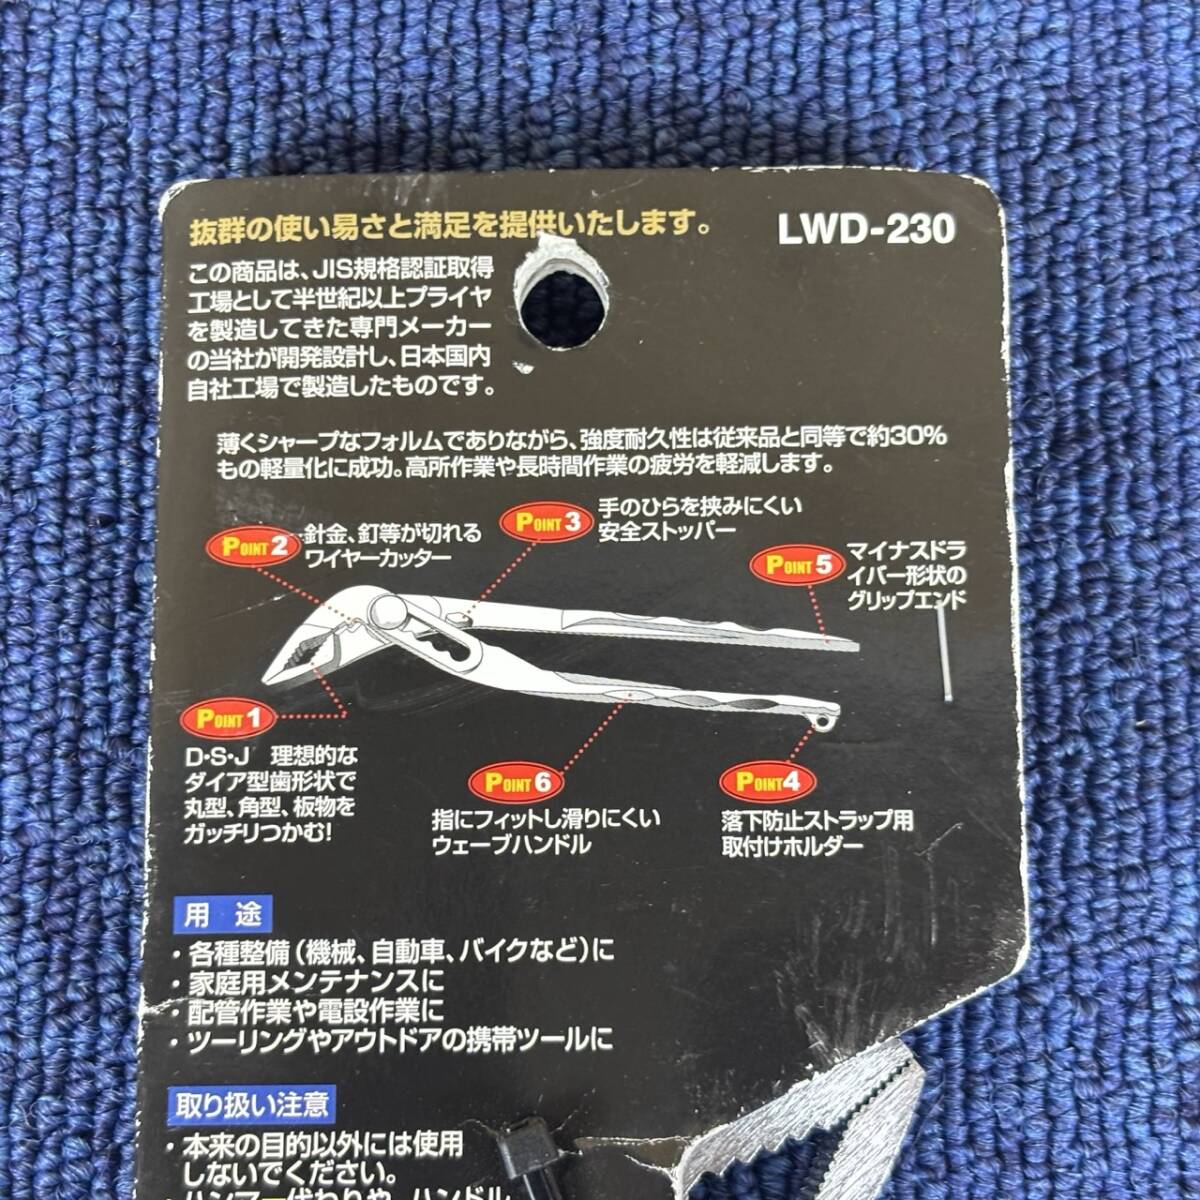 抜群の使い易さと満足を提供いたします。
LWD-230
この商品は、JIS規格認証取得
工場として半世紀以上プライヤ
を製造してきた専門メーカー
の当社が開発設計し、日本国内
自社工場で製造したものです。
薄くシャープなフォルムでありながら、強度耐久性は従来品と同等で約30%
もの軽量化に成功。高所作業や長時間作業の疲労を軽減します。
POINT 2
針金、釘等が切れる
ワイヤーカッター
POINT 3
手のひらを挟みにくい
安全ストッパー
POINT 5
マイナスドラ
イバー形状の
グリップエンド
POINT 1
D・S・J 理想的な
ダイア型歯形状で
丸型、角型、板物を
ガッチリつかむ!
POINT 6
指にフィットし滑りにくい
ウェーブハンドル
POINT 4
落下防止ストラップ用
取付けホルダー
用 途
・各種整備(機械、自動車、バイクなど)に
・家庭用メンテナンスに
・配管作業や電設作業に
・ツーリングやアウトドアの携帯ツールに
取り扱い注意
・本来の目的以外には使用
しないでください。
・ハンマー代わりや、ハンドル